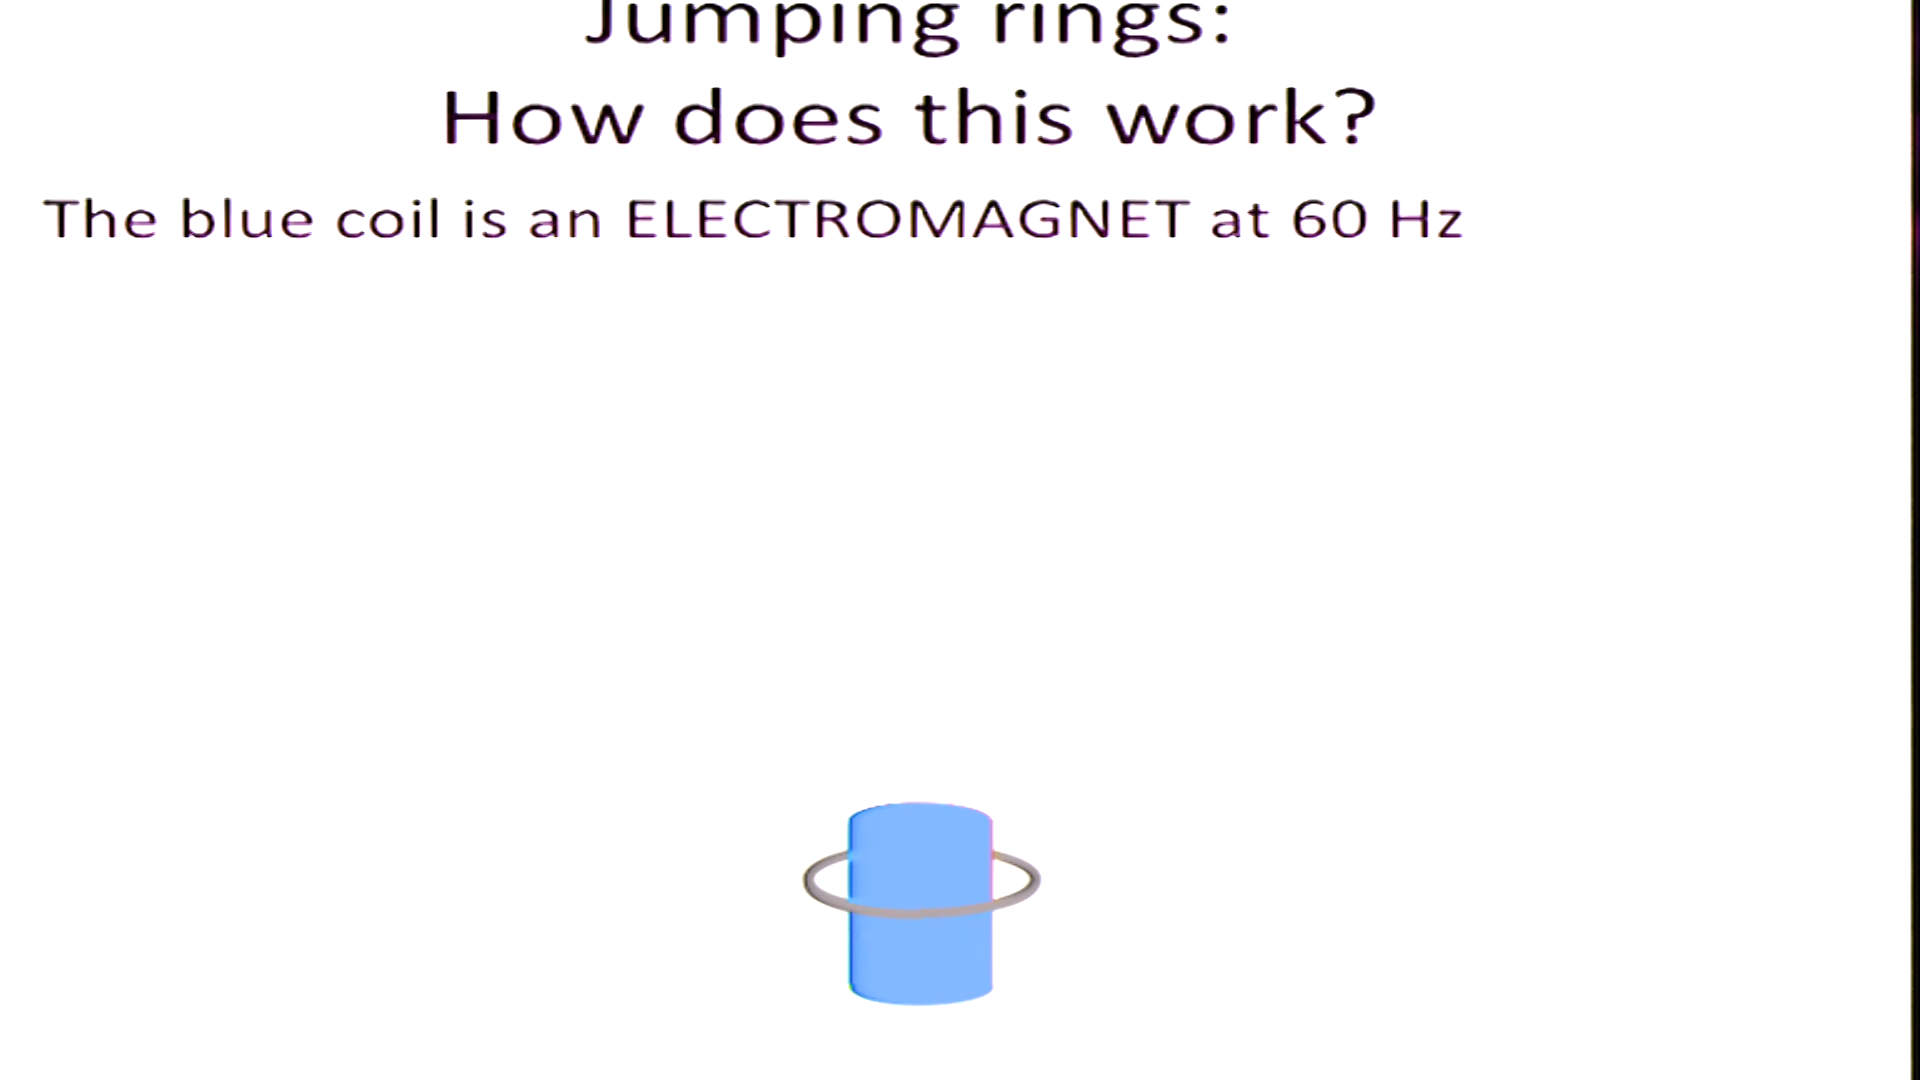 Jumping rings:
How does this work?
The blue coil is an ELECTROMAGNET at 60 Hz